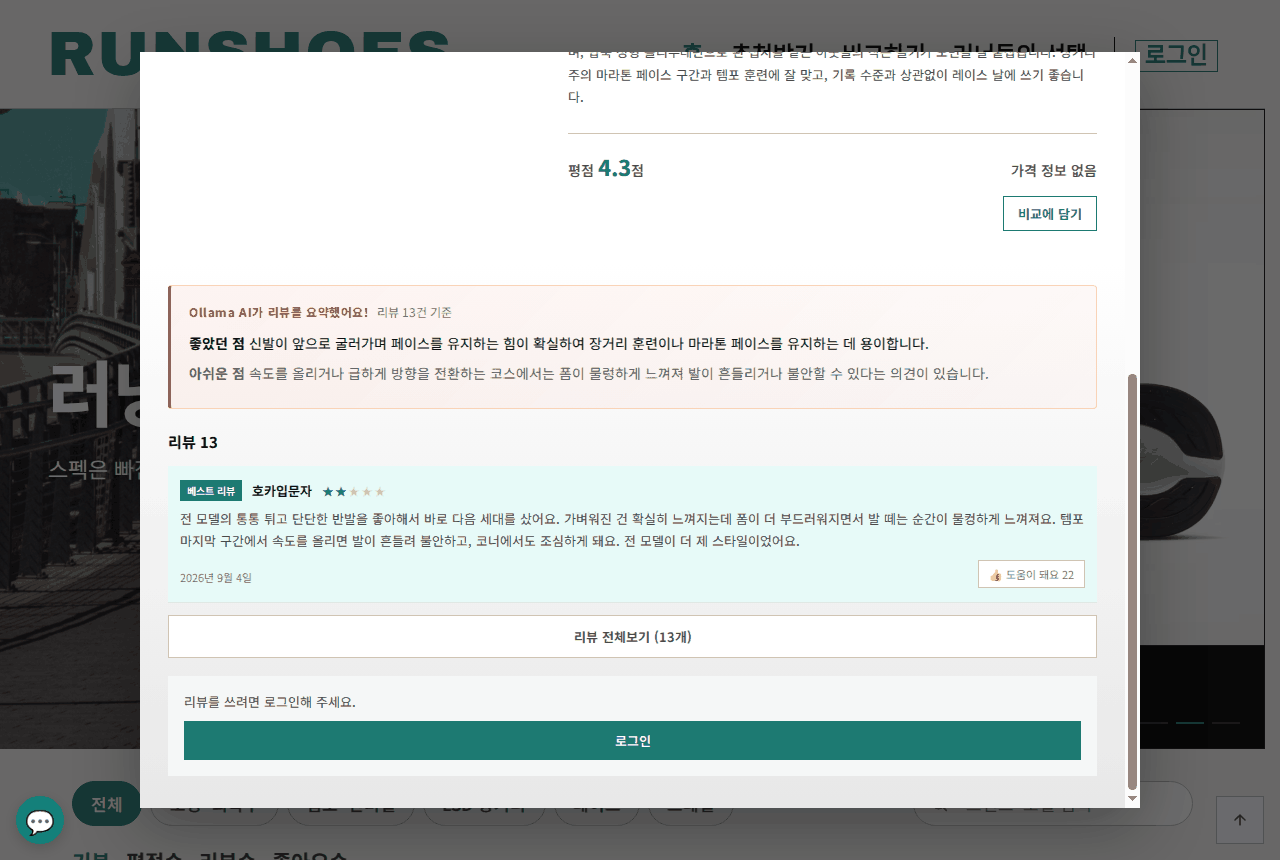 RUNSHOES
홈 추천받기 비교하기 러너들의 선택
로그인
주의 마라톤 페이스 구간과 템포 훈련에 잘 맞고, 기록 수준과 상관없이 레이스 날에 쓰기 좋습니
다.
평점 4.3점
가격 정보 없음
비교에 담기
Ollama AI가 리뷰를 요약했어요! 리뷰 13건 기준
좋았던 점 신발이 앞으로 굴러가며 페이스를 유지하는 힘이 확실하여 장거리 훈련이나 마라톤 페이스를 유지하는 데 용이합니다.
아쉬운 점 속도를 올리거나 급하게 방향을 전환하는 코스에서는 폼이 물렁하게 느껴져 발이 흔들리거나 불안할 수 있다는 의견이 있습니다.
리뷰 13
베스트 리뷰 호카입문자 ★★★★★
전 모델의 통통 튀고 단단한 반발을 좋아해서 바로 다음 세대를 샀어요. 가벼워진 건 확실히 느껴지는데 폼이 더 부드러워지면서 발 떼는 순간이 물컹하게 느껴져요. 템포
마지막 구간에서 속도를 올리면 발이 흔들려 불안하고, 코너에서도 조심하게 돼요. 전 모델이 더 제 스타일이었어요.
2026년 9월 4일
👍 도움이 돼요 22
리뷰 전체보기 (13개)
리뷰를 쓰려면 로그인해 주세요.
로그인
스펙은
전체